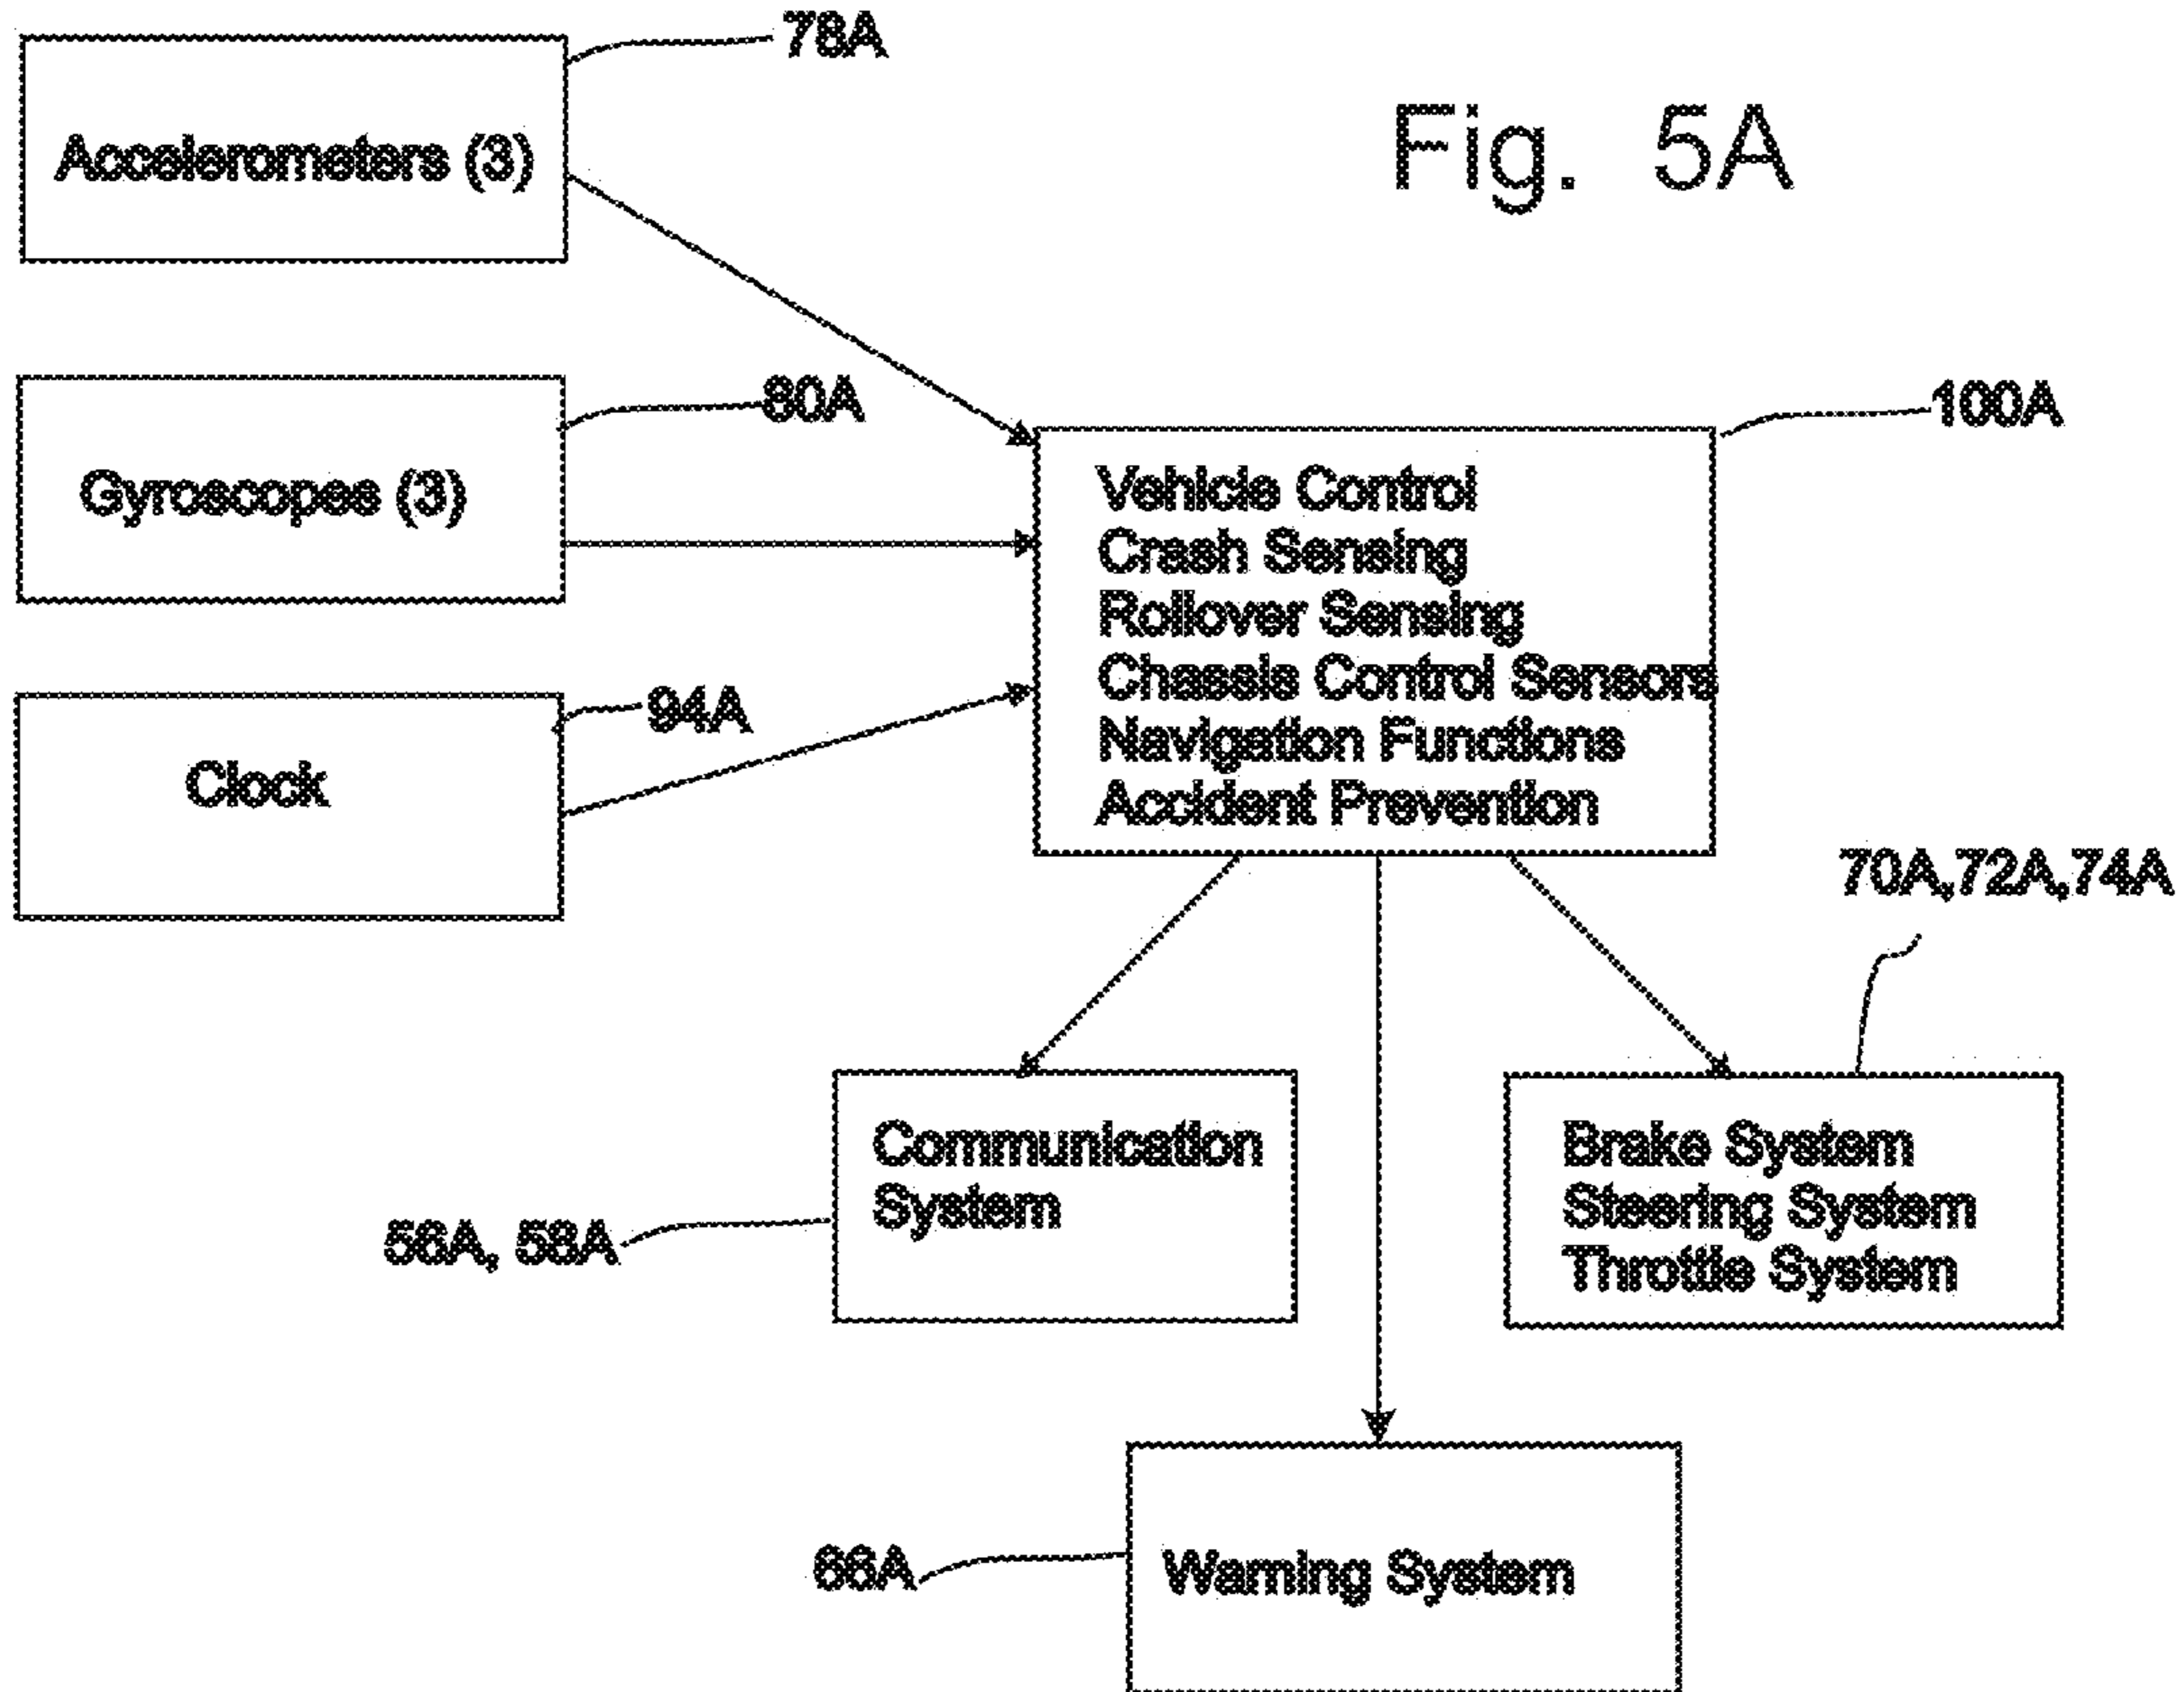 78A
Fig. 5A
Accelerometers (3)
80A
100A
Gyroscopes (3)
Vehicle Control
Crash Sensing
Rollover Sensing
Chassis Control Sensors
Navigation Functions
Accident Prevention
94A
Clock
70A,72A,74A
Communication
System
56A, 58A
Brake System
Steering System
Throttle System
66A
Warning System